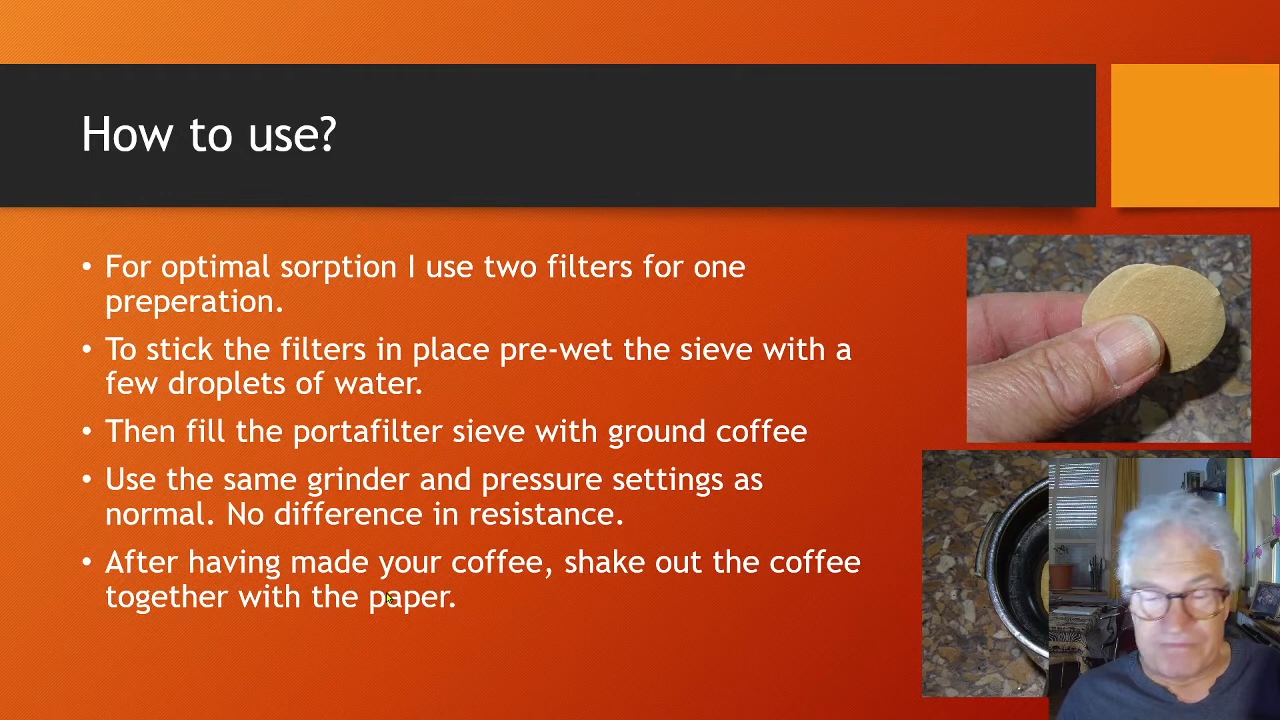 How to use?
• For optimal sorption I use two filters for one
preperation.
• To stick the filters in place pre-wet the sieve with a
few droplets of water.
• Then fill the portafilter sieve with ground coffee
• Use the same grinder and pressure settings as
normal. No difference in resistance.
• After having made your coffee, shake out the coffee
together with the paper.